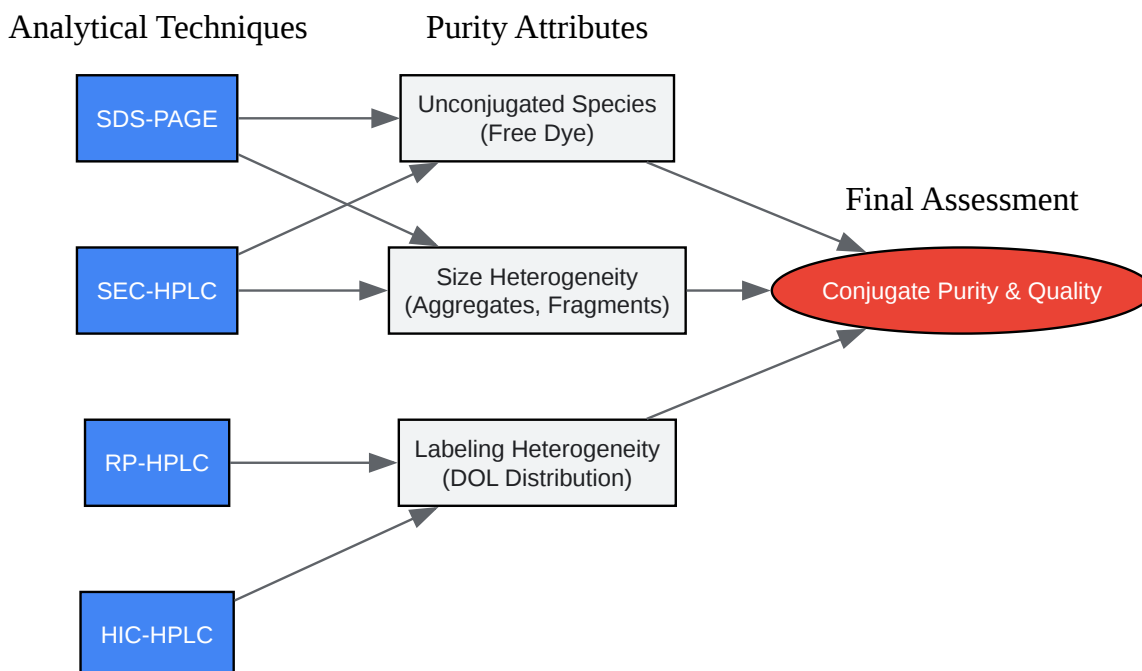 Analytical Techniques
Purity Attributes
SDS-PAGE
Unconjugated Species
(Free Dye)
Final Assessment
SEC-HPLC
Size Heterogeneity
(Aggregates, Fragments)
Conjugate Purity & Quality
RP-HPLC
Labeling Heterogeneity
(DOL Distribution)
HIC-HPLC